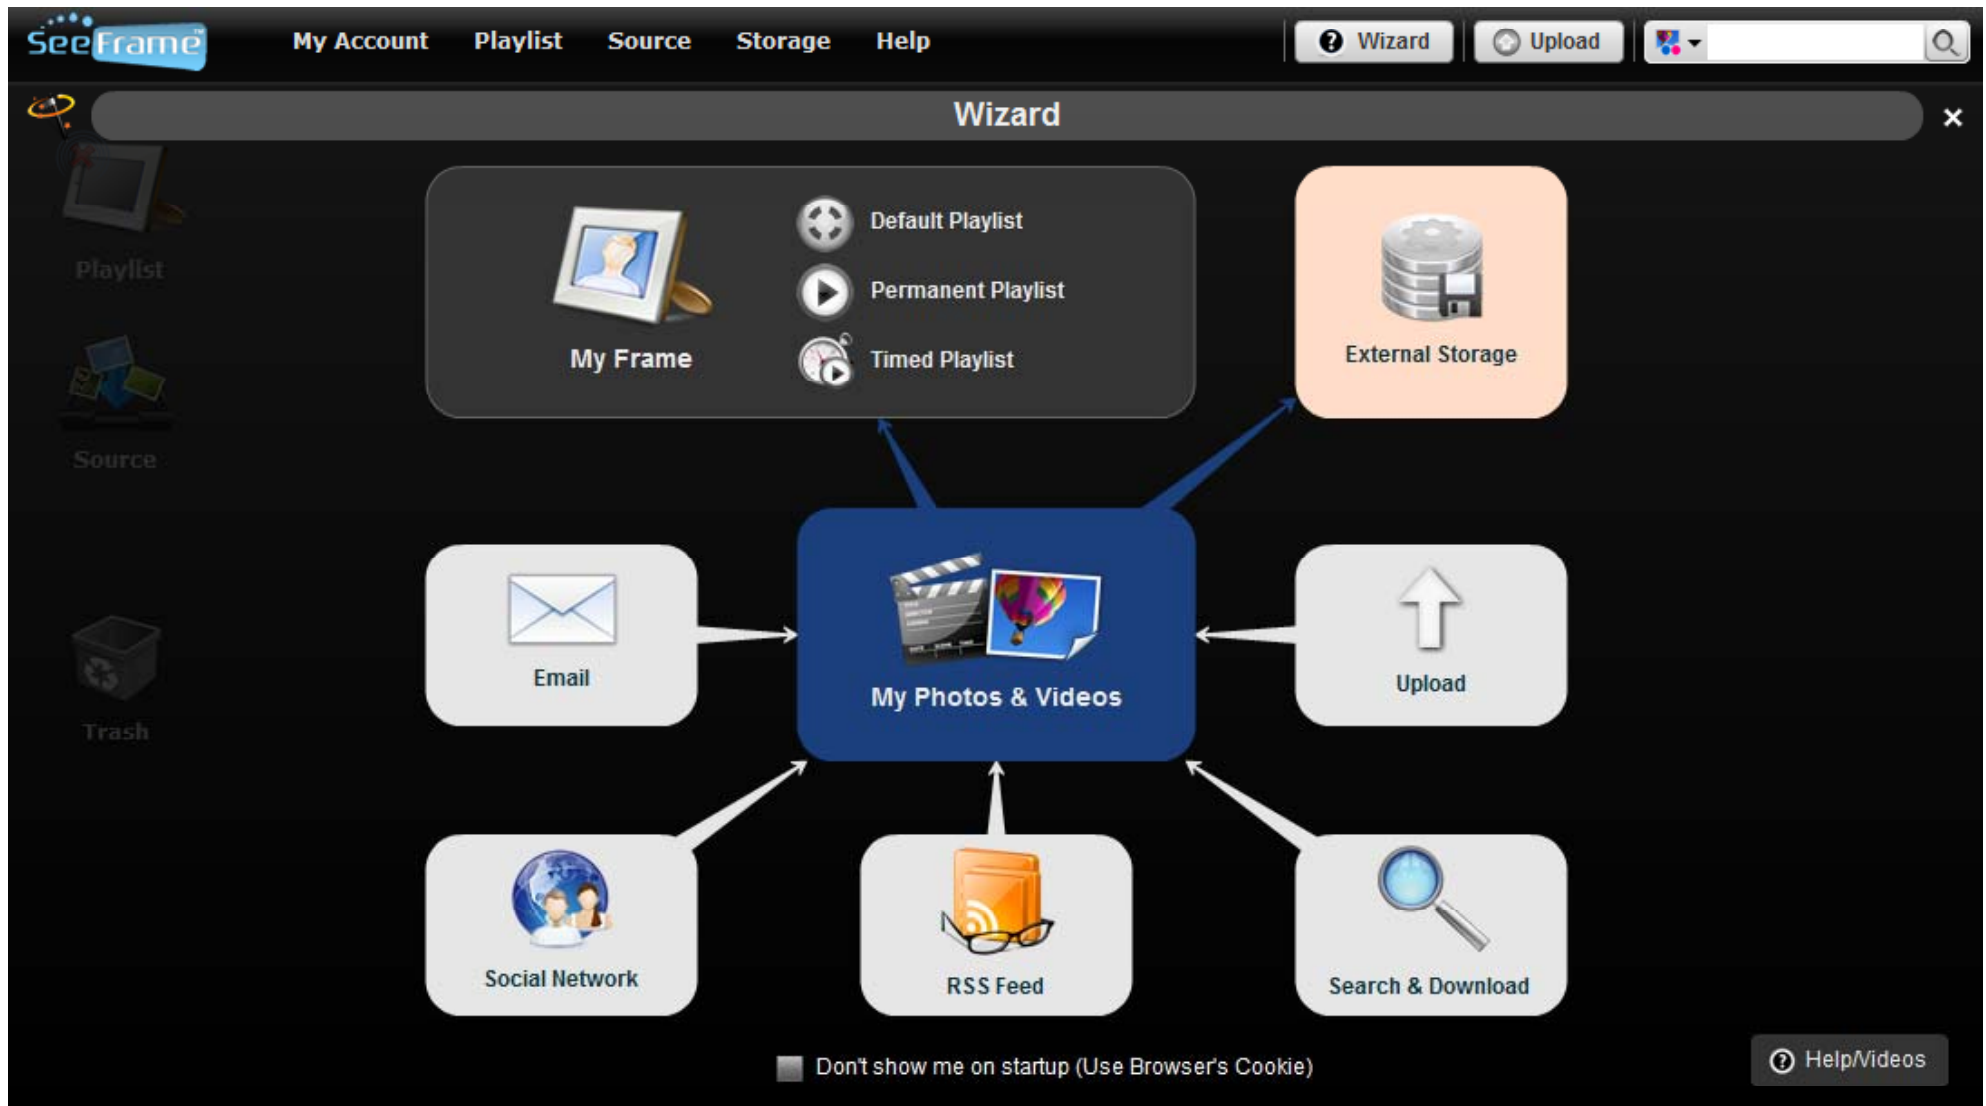 SeeFrame™
My Account Playlist Source Storage Help
Wizard
Upload
Wizard
Playlist
Source
Trash
My Frame
Default Playlist
Permanent Playlist
Timed Playlist
External Storage
Email
My Photos & Videos
Upload
Social Network
RSS Feed
Search & Download
Don't show me on startup (Use Browser's Cookie)
Help/Videos